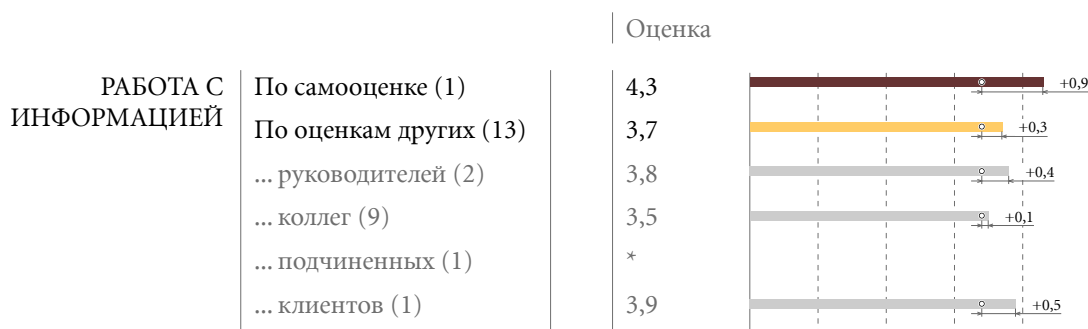 Оценка
РАБОТА С ИНФОРМАЦИЕЙ
По самооценке (1) 4,3 +0,9
По оценкам других (13) 3,7 +0,3
... руководителей (2) 3,8 +0,4
... коллег (9) 3,5 +0,1
... подчиненных (1) *
... клиентов (1) 3,9 +0,5